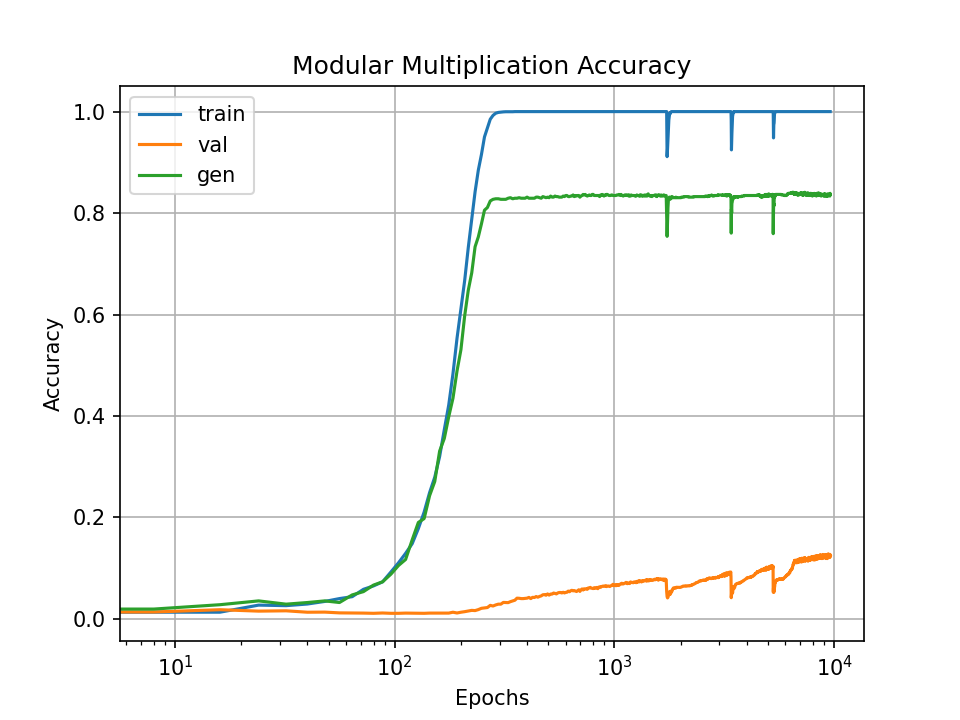 Modular Multiplication Accuracy
train
val
gen
1.0
0.8
0.6
0.4
0.2
0.0
Accuracy
10¹ 10² 10³ 10⁴
Epochs